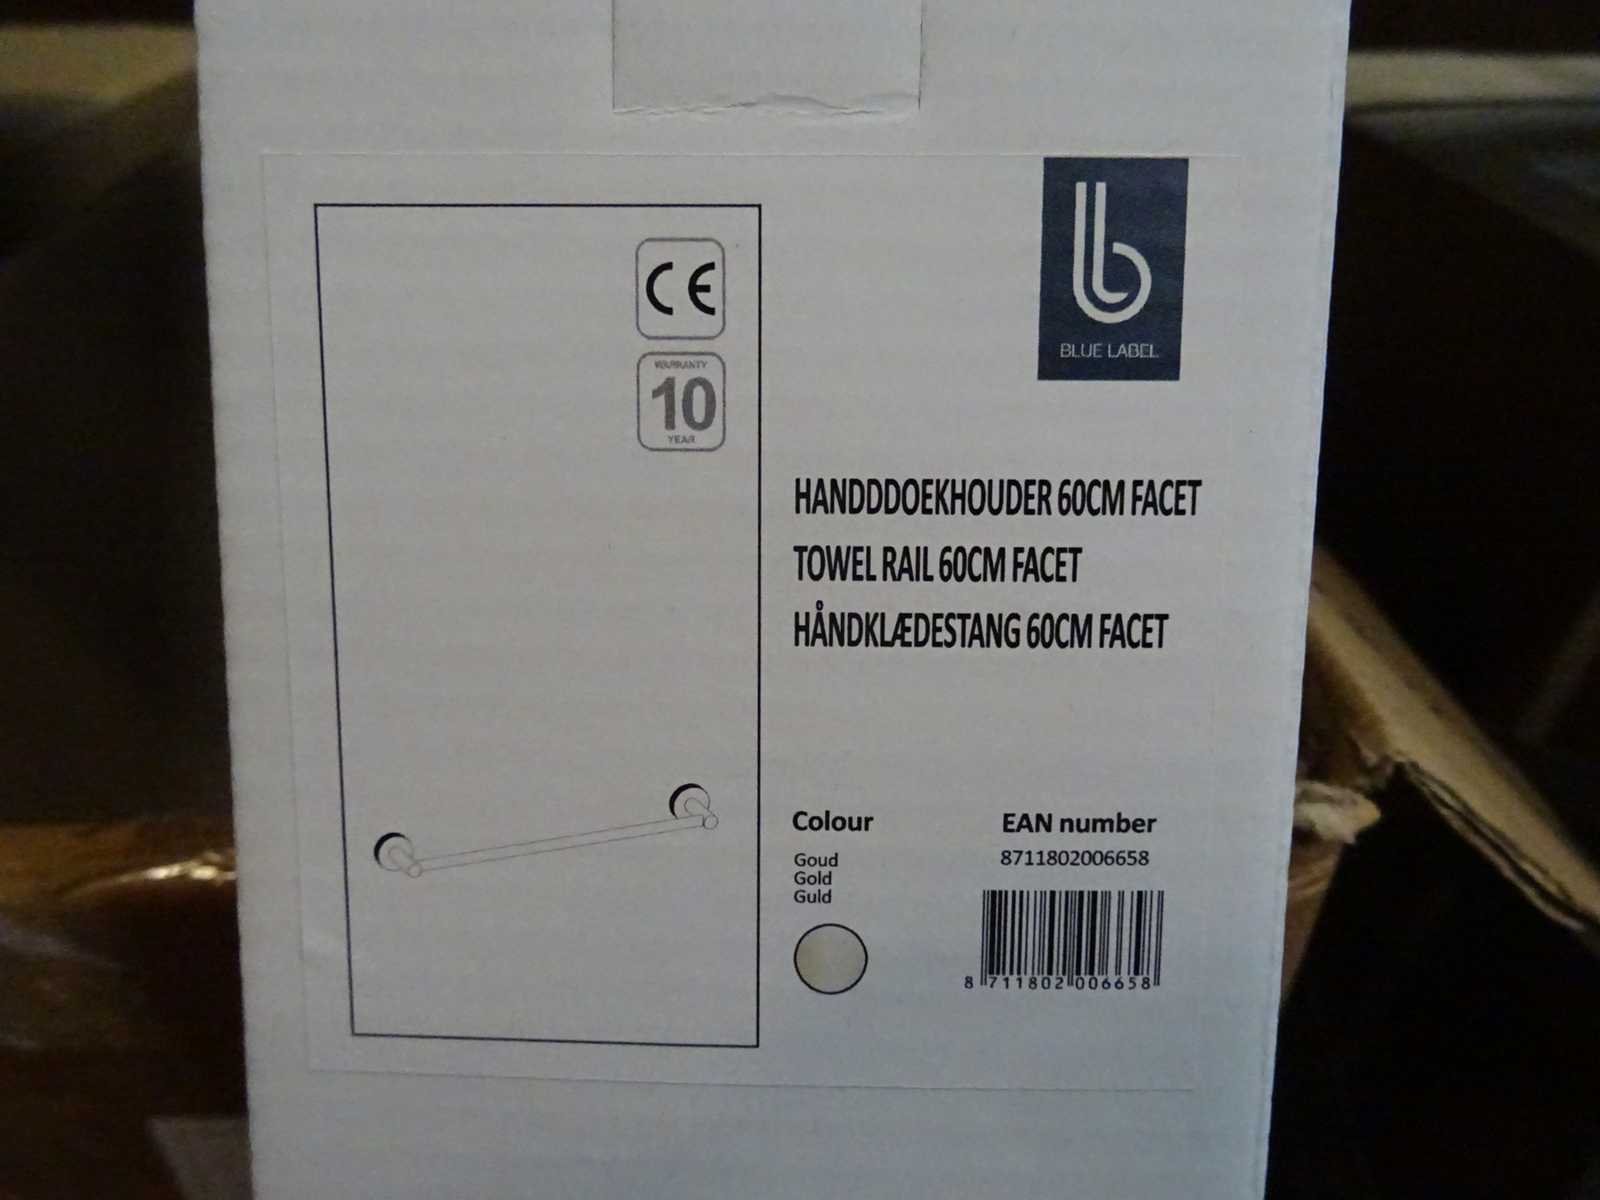 CE
WARRANTY
10
YEAR
BLUE LABEL
HANDDDOEKHOUDER 60CM FACET
TOWEL RAIL 60CM FACET
HÅNDKLÆDESTANG 60CM FACET
Colour
Goud
Gold
Guld
EAN number
8711802006658
8 711802 006658